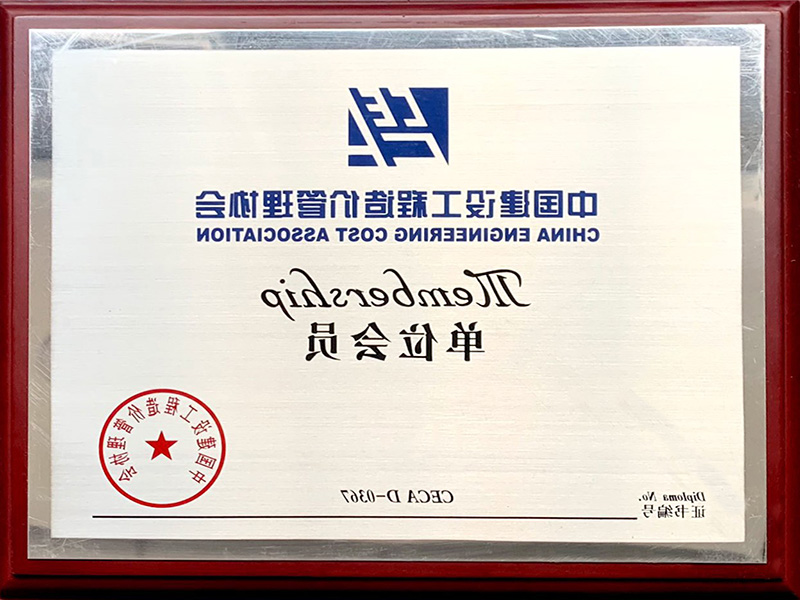 中国建设工程造价管理协会
CHINA ENGINEERING COST ASSOCIATION
Membership
单位会员
中国建设工程造价管理协会
Diploma No.
证书编号
CECA D-0367